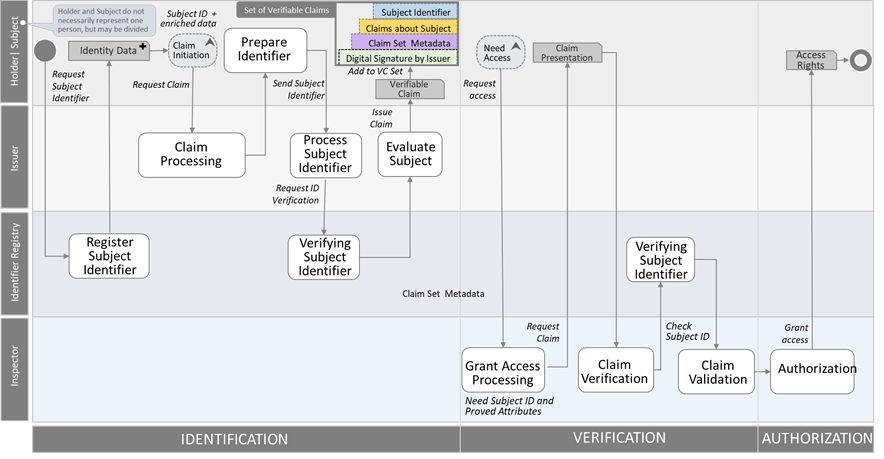 Holder| Subject
Holder and Subject do not
necessarily represent one
person, but may be divided
Subject ID +
enriched data
Set of Verifiable Claims
Subject Identifier
Claims about Subject
Claim Set Metadata
Digital Signature by Issuer
Add to VC Set
Identity Data
Claim
Initiation
Prepare
Identifier
Request
Subject
Identifier
Request Claim
Send Subject
Identifier
Verifiable
Claim
Need
Access
Request
access
Claim
Presentation
Access
Rights
Issuer
Claim
Processing
Process
Subject
Identifier
Issue
Claim
Evaluate
Subject
Request ID
Verification
Identifier Registry
Register
Subject
Identifier
Verifying
Subject
Identifier
Verifying
Subject
Identifier
Claim Set Metadata
Inspector
Request
Claim
Check
Subject ID
Grant
access
Grant Access
Processing
Need Subject ID and
Proved Attributes
Claim
Verification
Claim
Validation
Authorization
IDENTIFICATION
VERIFICATION
AUTHORIZATION